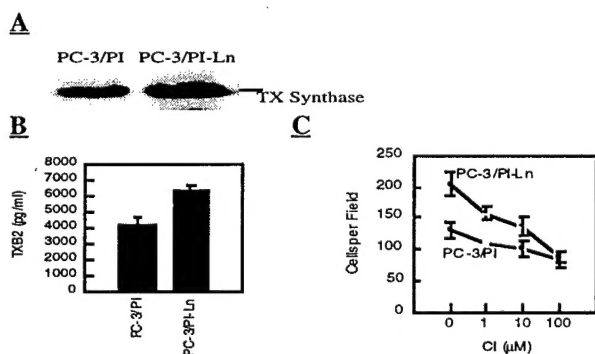 A
PC-3/PI PC-3/PI-Ln
TX Synthase
B
TXB2 (pg/ml)
8000
7000
6000
5000
4000
3000
2000
1000
0
PC-3/PI
PC-3/PI-Ln
C
Cellsper Field
250
200
150
100
50
0
PC-3/PI-Ln
PC-3/PI
0 1 10 100
CI (µM)